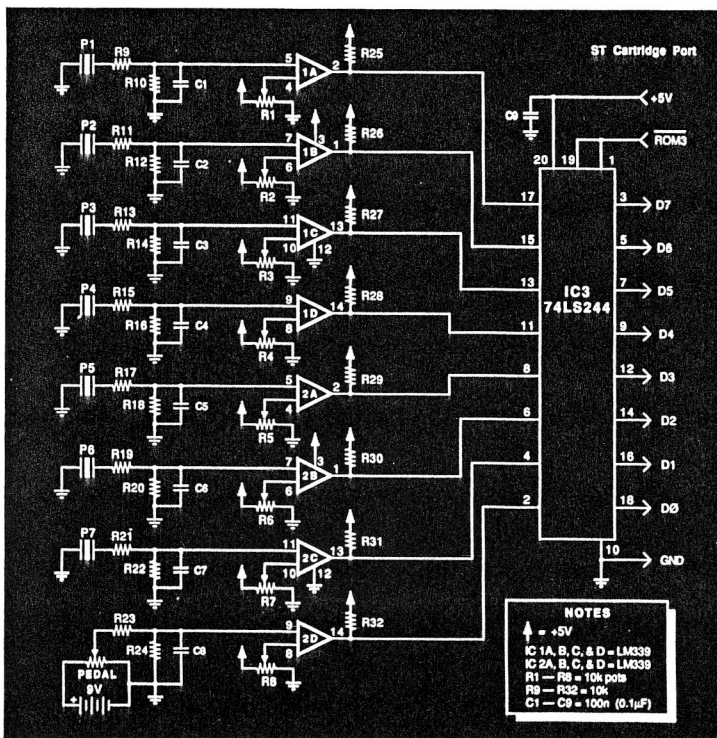 ST Cartridge Port
P1 R9 R10 C1 5 4 1A 2 R25 R1
P2 R11 R12 C2 7 6 1B 3 1 R26 R2
P3 R13 R14 C3 11 10 1C 13 12 R27 R3
P4 R15 R16 C4 9 8 1D 14 R28 R4
P5 R17 R18 C5 5 4 2A 2 R29 R5
P6 R19 R20 C6 7 6 2B 3 1 R30 R6
P7 R21 R22 C7 11 10 2C 13 12 R31 R7
R23 R24 C8 9 8 2D 14 R32 R8
PEDAL
9V
+
C9
+5V
ROM3
20 19 1
17 3 D7
15 5 D6
13 7 D5
IC3
74LS244
11 9 D4
8 12 D3
6 14 D2
4 16 D1
2 18 DØ
10 GND
NOTES
= +5V
IC 1A, B, C, & D = LM339
IC 2A, B, C, & D = LM339
R1 — R8 = 10k pots
R9 — R32 = 10k
C1 — C9 = 100n (0.1µF)